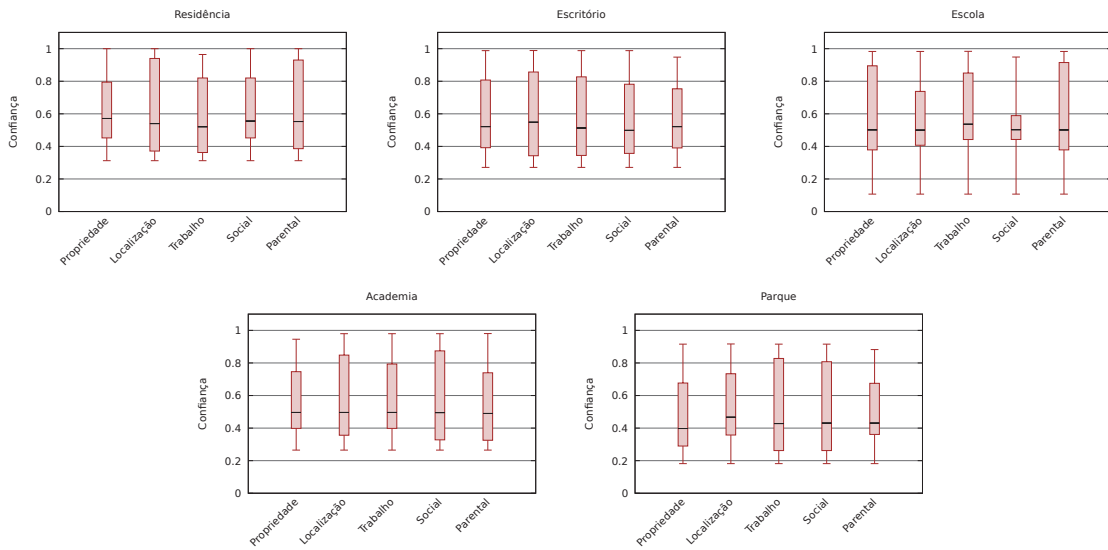 Residência
Confiança
1
0.8
0.6
0.4
0.2
0
Propriedade
Localização
Trabalho
Social
Parental
Escritório
Confiança
1
0.8
0.6
0.4
0.2
0
Propriedade
Localização
Trabalho
Social
Parental
Escola
Confiança
1
0.8
0.6
0.4
0.2
0
Propriedade
Localização
Trabalho
Social
Parental
Academia
Confiança
1
0.8
0.6
0.4
0.2
0
Propriedade
Localização
Trabalho
Social
Parental
Parque
Confiança
1
0.8
0.6
0.4
0.2
0
Propriedade
Localização
Trabalho
Social
Parental